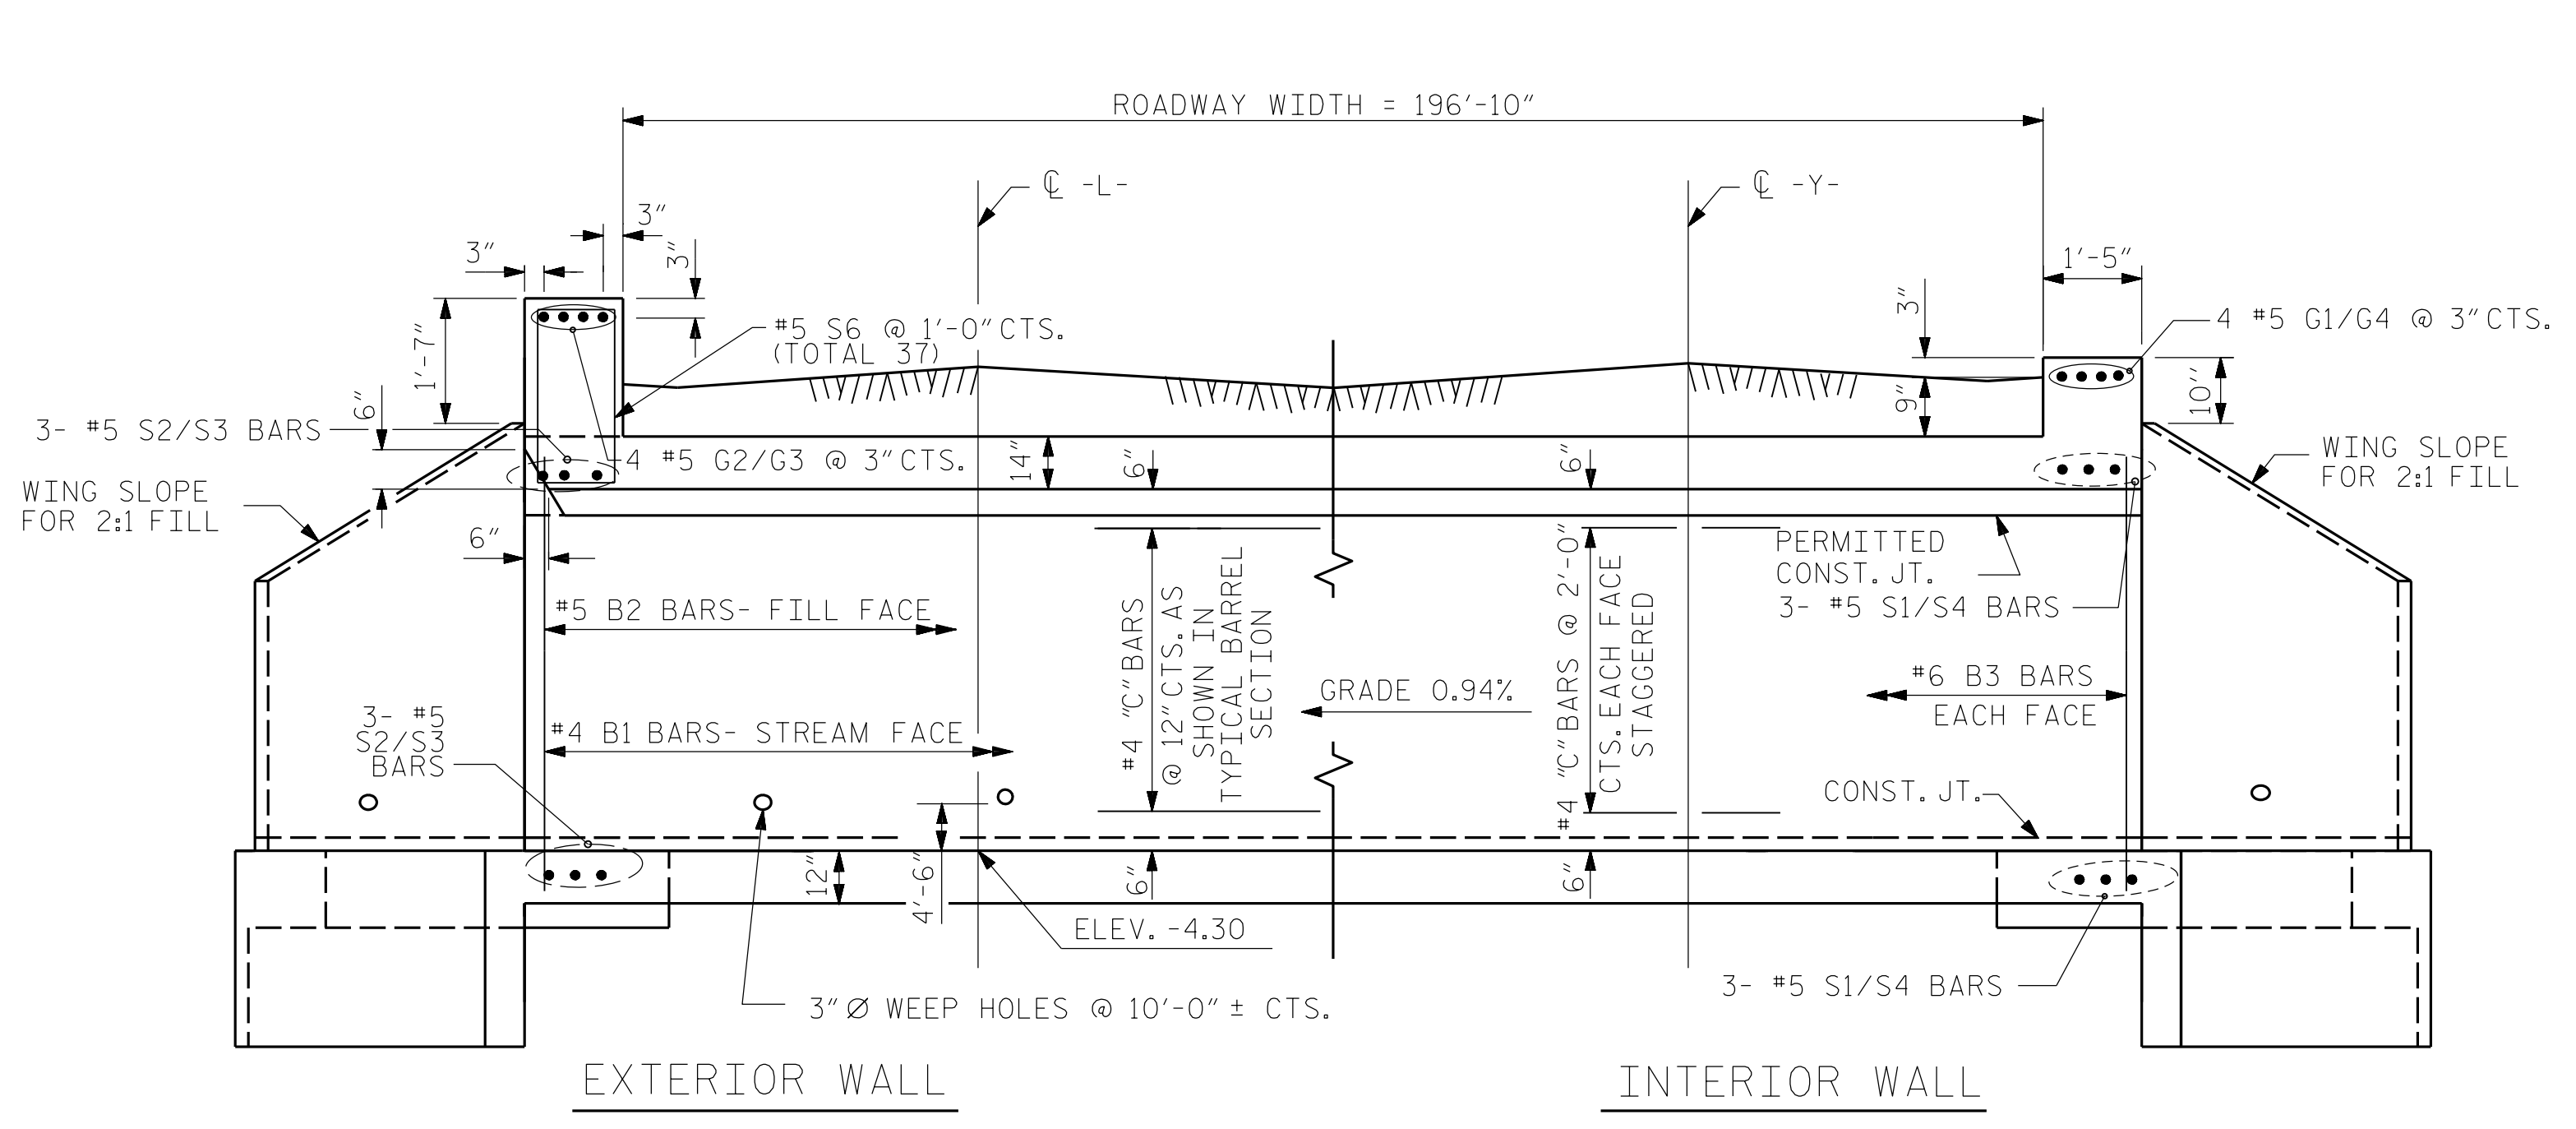 ROADWAY WIDTH = 196'-10"
℄ -L-
℄ -Y-
3"
3"
3"
1'-5"
3"
1'-7"
#5 S6 @ 1'-0" CTS.
(TOTAL 37)
4 #5 G1/G4 @ 3" CTS.
6"
9"
10"
3- #5 S2/S3 BARS
4 #5 G2/G3 @ 3" CTS.
14"
6"
6"
WING SLOPE
FOR 2:1 FILL
WING SLOPE
FOR 2:1 FILL
6"
PERMITTED
CONST. JT.
3- #5 S1/S4 BARS
#5 B2 BARS- FILL FACE
#4 "C" BARS
@ 12" CTS. AS
SHOWN IN
TYPICAL BARREL
SECTION
#4 "C" BARS @ 2'-0"
CTS. EACH FACE
STAGGERED
GRADE 0.94%
#6 B3 BARS
EACH FACE
3- #5
S2/S3
BARS
#4 B1 BARS- STREAM FACE
CONST. JT.
12"
4'-6"
6"
6"
ELEV. -4.30
3- #5 S1/S4 BARS
3" Ø WEEP HOLES @ 10'-0" ± CTS.
EXTERIOR WALL
INTERIOR WALL